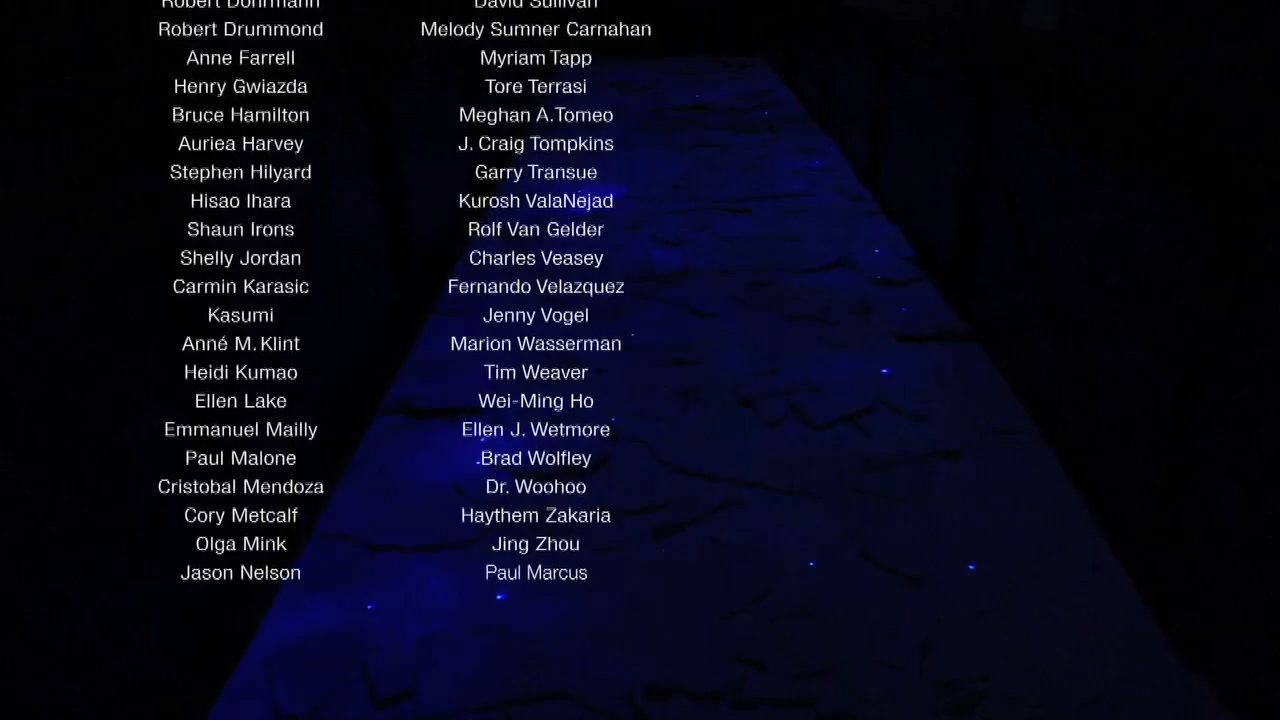 Robert Dohrmann
Robert Drummond
Anne Farrell
Henry Gwiazda
Bruce Hamilton
Auriea Harvey
Stephen Hilyard
Hisao Ihara
Shaun Irons
Shelly Jordan
Carmin Karasic
Kasumi
Anné M. Klint
Heidi Kumao
Ellen Lake
Emmanuel Mailly
Paul Malone
Cristobal Mendoza
Cory Metcalf
Olga Mink
Jason Nelson
David Sullivan
Melody Sumner Carnahan
Myriam Tapp
Tore Terrasi
Meghan A.Tomeo
J. Craig Tompkins
Garry Transue
Kurosh ValaNejad
Rolf Van Gelder
Charles Veasey
Fernando Velazquez
Jenny Vogel
Marion Wasserman
Tim Weaver
Wei-Ming Ho
Ellen J. Wetmore
Brad Wolfley
Dr. Woohoo
Haythem Zakaria
Jing Zhou
Paul Marcus